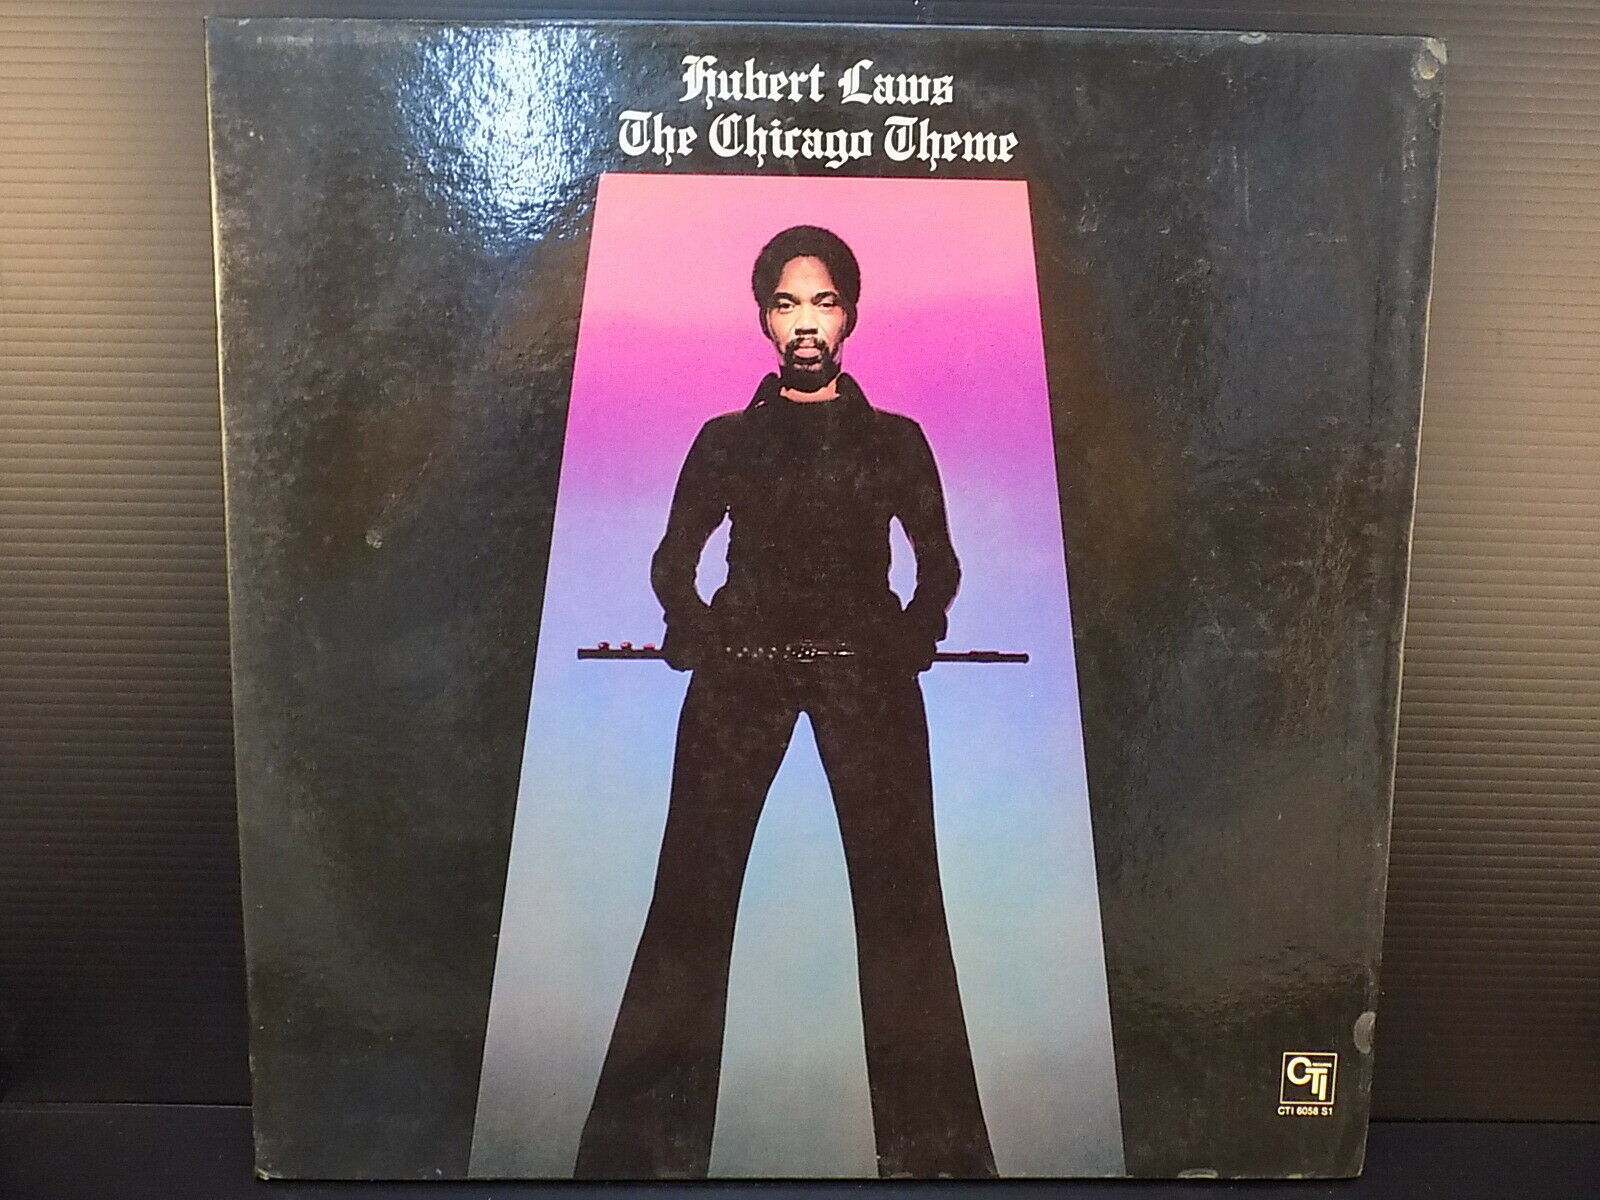 Hubert Laws
The Chicago Theme
CTI
CTI 6058 S1